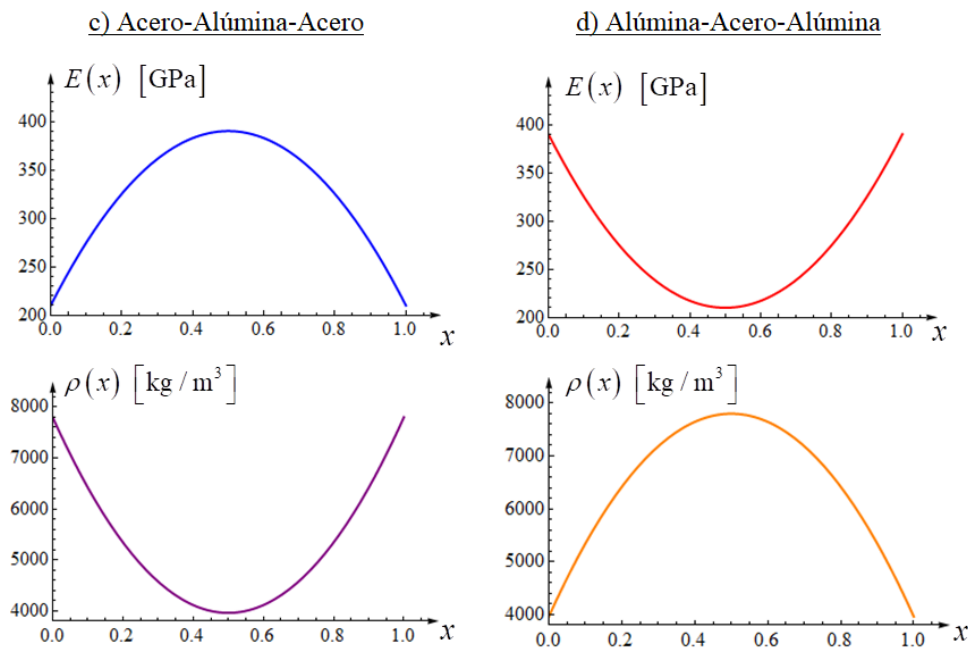 c) Acero-Alúmina-Acero
E(x) [GPa]
400
350
300
250
200
0.0 0.2 0.4 0.6 0.8 1.0
x
ρ(x) [kg / m³]
8000
7000
6000
5000
4000
0.0 0.2 0.4 0.6 0.8 1.0
x
d) Alúmina-Acero-Alúmina
E(x) [GPa]
400
350
300
250
200
0.0 0.2 0.4 0.6 0.8 1.0
x
ρ(x) [kg / m³]
8000
7000
6000
5000
4000
0.0 0.2 0.4 0.6 0.8 1.0
x